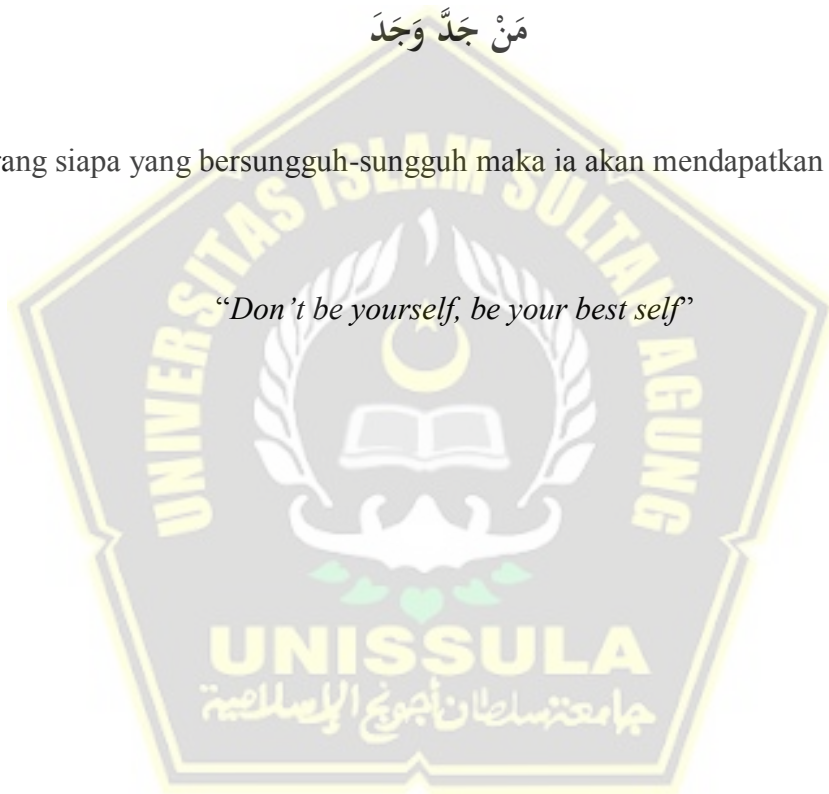 مَنْ جَدَّ وَجَدَ
ang siapa yang bersungguh-sungguh maka ia akan mendapatkan
“Don’t be yourself, be your best self”
UNIVERSITAS ISLAM SULTAN AGUNG
UNISSULA
جامعة سلطان أجونج الإسلامية